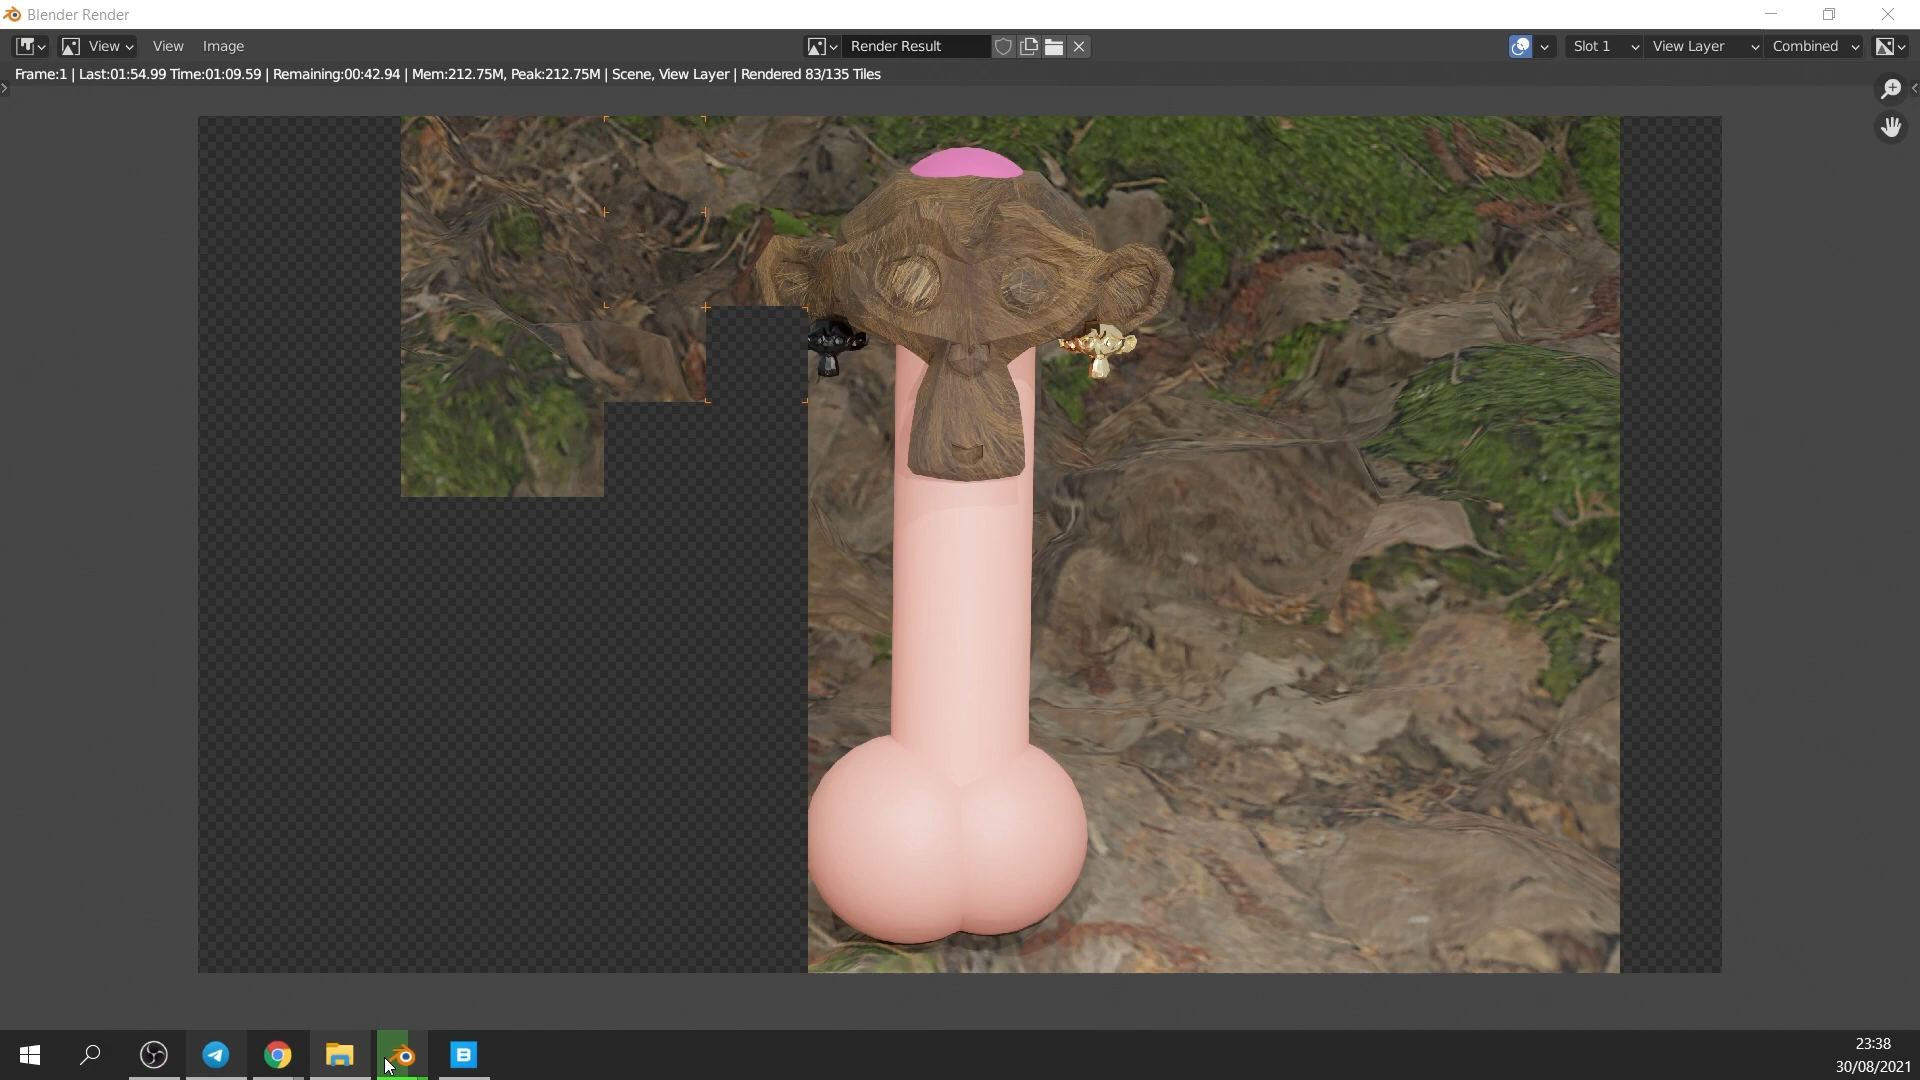 Blender Render
View View Image Render Result Slot 1 View Layer Combined
Frame:1 | Last:01:54.99 Time:01:09.59 | Remaining:00:42.94 | Mem:212.75M, Peak:212.75M | Scene, View Layer | Rendered 83/135 Tiles
B
23:38
30/08/2021